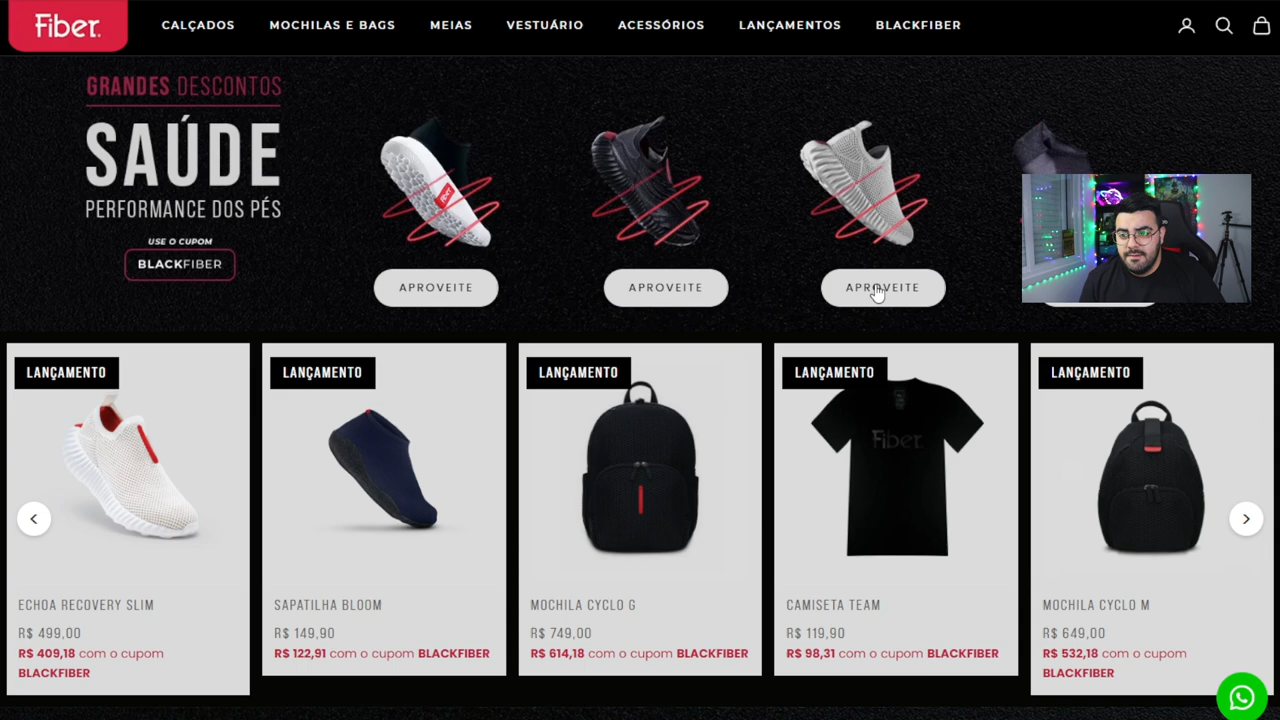 Fiber.
CALÇADOS MOCHILAS E BAGS MEIAS VESTUÁRIO ACESSÓRIOS LANÇAMENTOS BLACKFIBER
GRANDES DESCONTOS
SAÚDE
PERFORMANCE DOS PÉS
USE O CUPOM
BLACKFIBER
APROVEITE APROVEITE APROVEITE
LANÇAMENTO LANÇAMENTO LANÇAMENTO LANÇAMENTO LANÇAMENTO
Fiber.
ECHOA RECOVERY SLIM
R$ 499,00
R$ 409,18 com o cupom
BLACKFIBER
SAPATILHA BLOOM
R$ 149,90
R$ 122,91 com o cupom BLACKFIBER
MOCHILA CYCLO G
R$ 749,00
R$ 614,18 com o cupom BLACKFIBER
CAMISETA TEAM
R$ 119,90
R$ 98,31 com o cupom BLACKFIBER
MOCHILA CYCLO M
R$ 649,00
R$ 532,18 com o cupom
BLACKFIBER